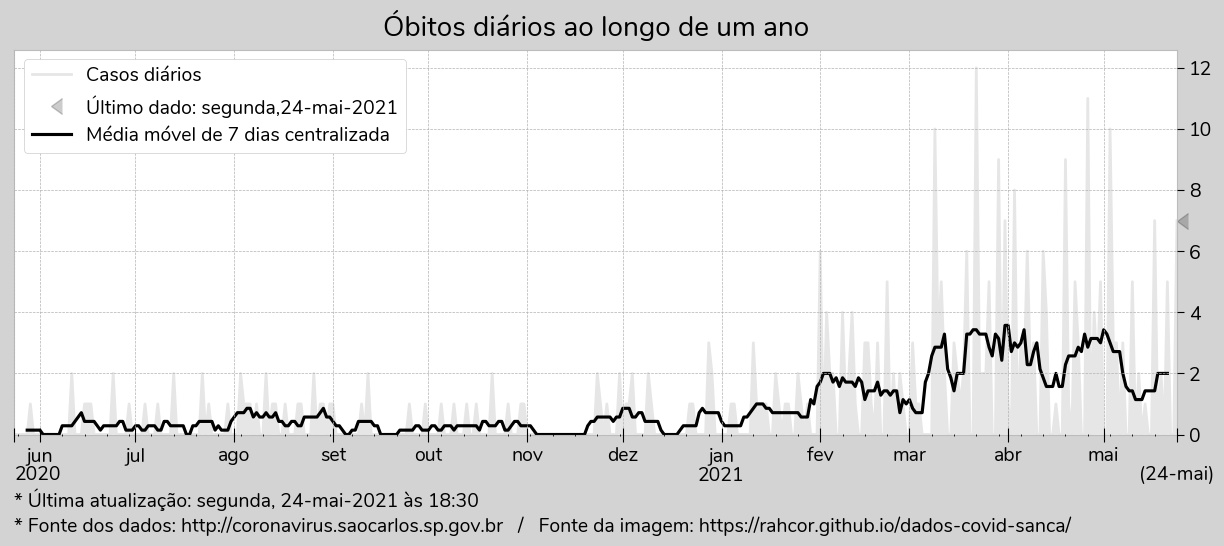 Óbitos diários ao longo de um ano
Casos diários
Último dado: segunda,24-mai-2021
Média móvel de 7 dias centralizada
12
10
8
6
4
2
0
jun jul ago set out nov dez jan fev mar abr mai
2020 2021 (24-mai)
* Última atualização: segunda, 24-mai-2021 às 18:30
* Fonte dos dados: http://coronavirus.saocarlos.sp.gov.br / Fonte da imagem: https://rahcor.github.io/dados-covid-sanca/